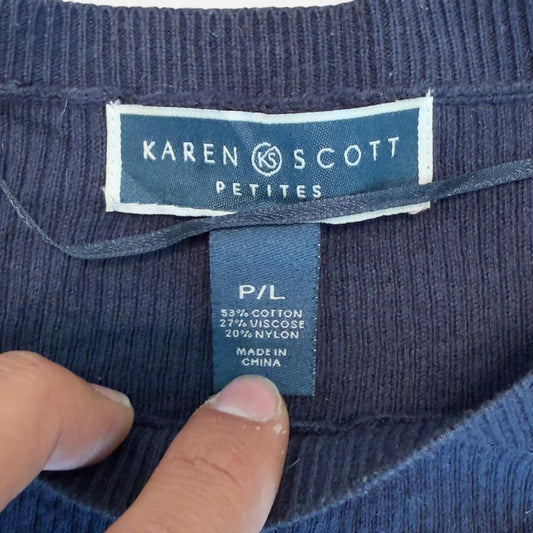 KAREN KS SCOTT
PETITES
P/L
53% COTTON
27% VISCOSE
20% NYLON
MADE IN
CHINA